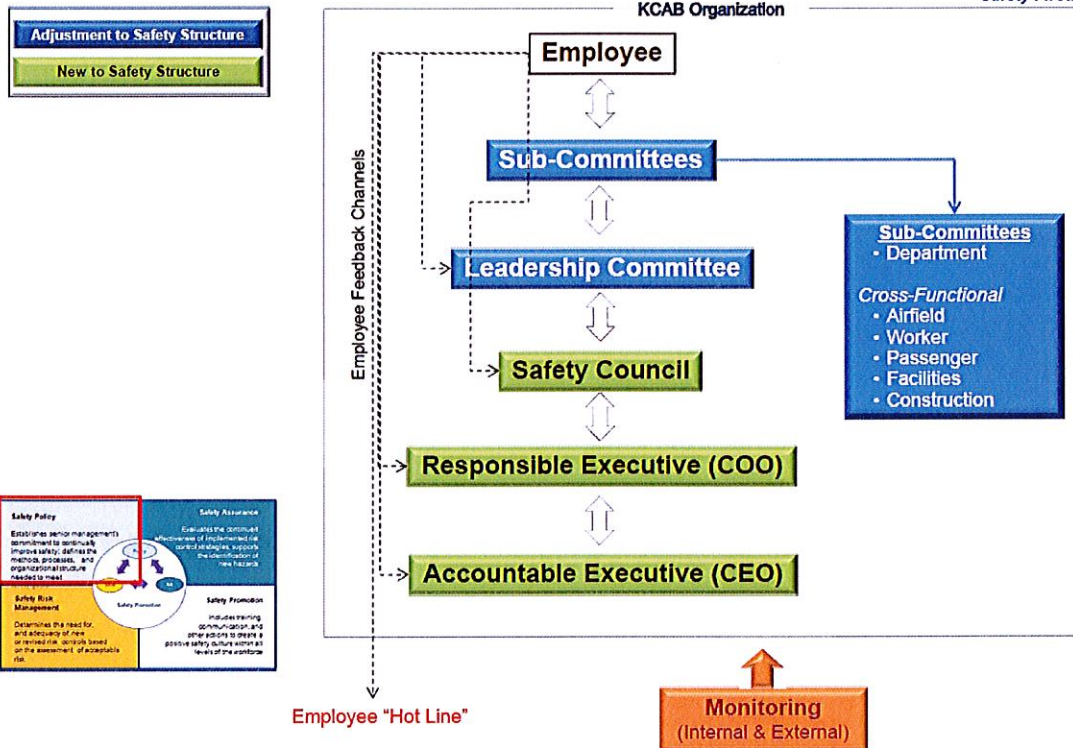 KCAB Organization
Adjustment to Safety Structure
New to Safety Structure
Employee
Sub-Committees
Leadership Committee
Safety Council
Responsible Executive (COO)
Accountable Executive (CEO)
Employee Feedback Channels
Sub-Committees
• Department
Cross-Functional
• Airfield
• Worker
• Passenger
• Facilities
• Construction
Safety Policy
Establishes senior management's
commitment to continually
improve safety; defines the
methods, processes, and
organizational structure
needed to meet
Safety Assurance
Evaluates the continued
effectiveness of implemented risk
control strategies; supports
the identification of
new hazards
Policy
Safety Promotion
Safety Risk
Management
Determines the need for,
and adequacy of new
or revised risk controls based
on the assessment of acceptable
risk.
Safety Promotion
Includes training,
communication, and
other actions to create a
positive safety culture within all
levels of the workforce
Employee "Hot Line"
Monitoring
(Internal & External)